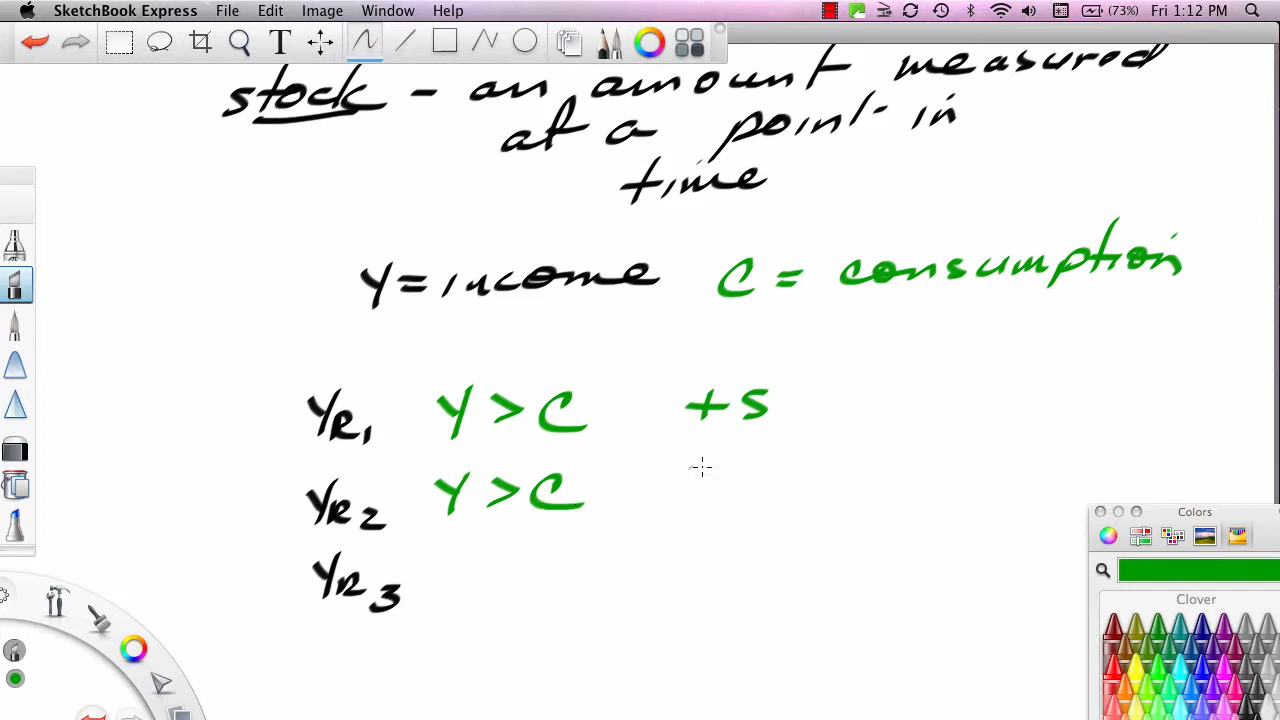 SketchBook Express File Edit Image Window Help (73%) Fri 1:12 PM
T
stock - an amount measured
at a point in
time
Y = income C = consumption
YR1 Y > C + S
YR2 Y > C
YR3
Colors
Clover